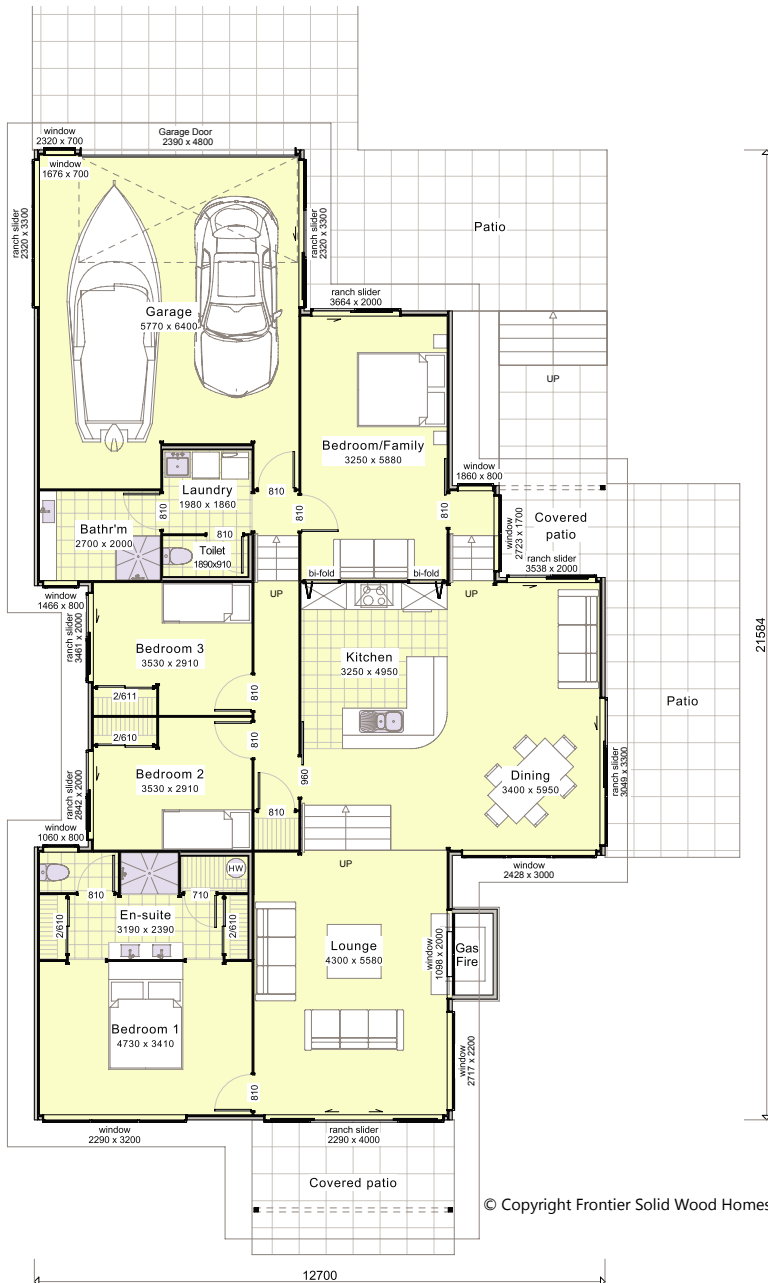 window
2320 x 700
Garage Door
2390 x 4800
window
1676 x 700
ranch slider
2320 x 3300
ranch slider
2320 x 3300
Patio
ranch slider
3664 x 2000
Garage
5770 x 6400
UP
Bedroom/Family
3250 x 5880
window
1860 x 800
Laundry
1980 x 1860
810
810
810
810
Bathr'm
2700 x 2000
810
Toilet
1890x910
window
2723 x 1700
Covered
patio
ranch slider
3538 x 2000
bi-fold
bi-fold
UP
UP
window
1466 x 800
ranch slider
3461 x 2000
Bedroom 3
3530 x 2910
Kitchen
3250 x 4950
21584
2/611
810
Patio
2/610
810
ranch slider
2842 x 2000
Bedroom 2
3530 x 2910
960
Dining
3400 x 5950
ranch slider
3049 x 3300
810
window
1060 x 800
UP
window
2428 x 3000
HW
810
710
2/610
En-suite
3190 x 2390
2/610
Lounge
4300 x 5580
window
1098 x 2000
Gas
Fire
Bedroom 1
4730 x 3410
window
2717 x 2200
810
window
2290 x 3200
ranch slider
2290 x 4000
Covered patio
© Copyright Frontier Solid Wood Homes
12700